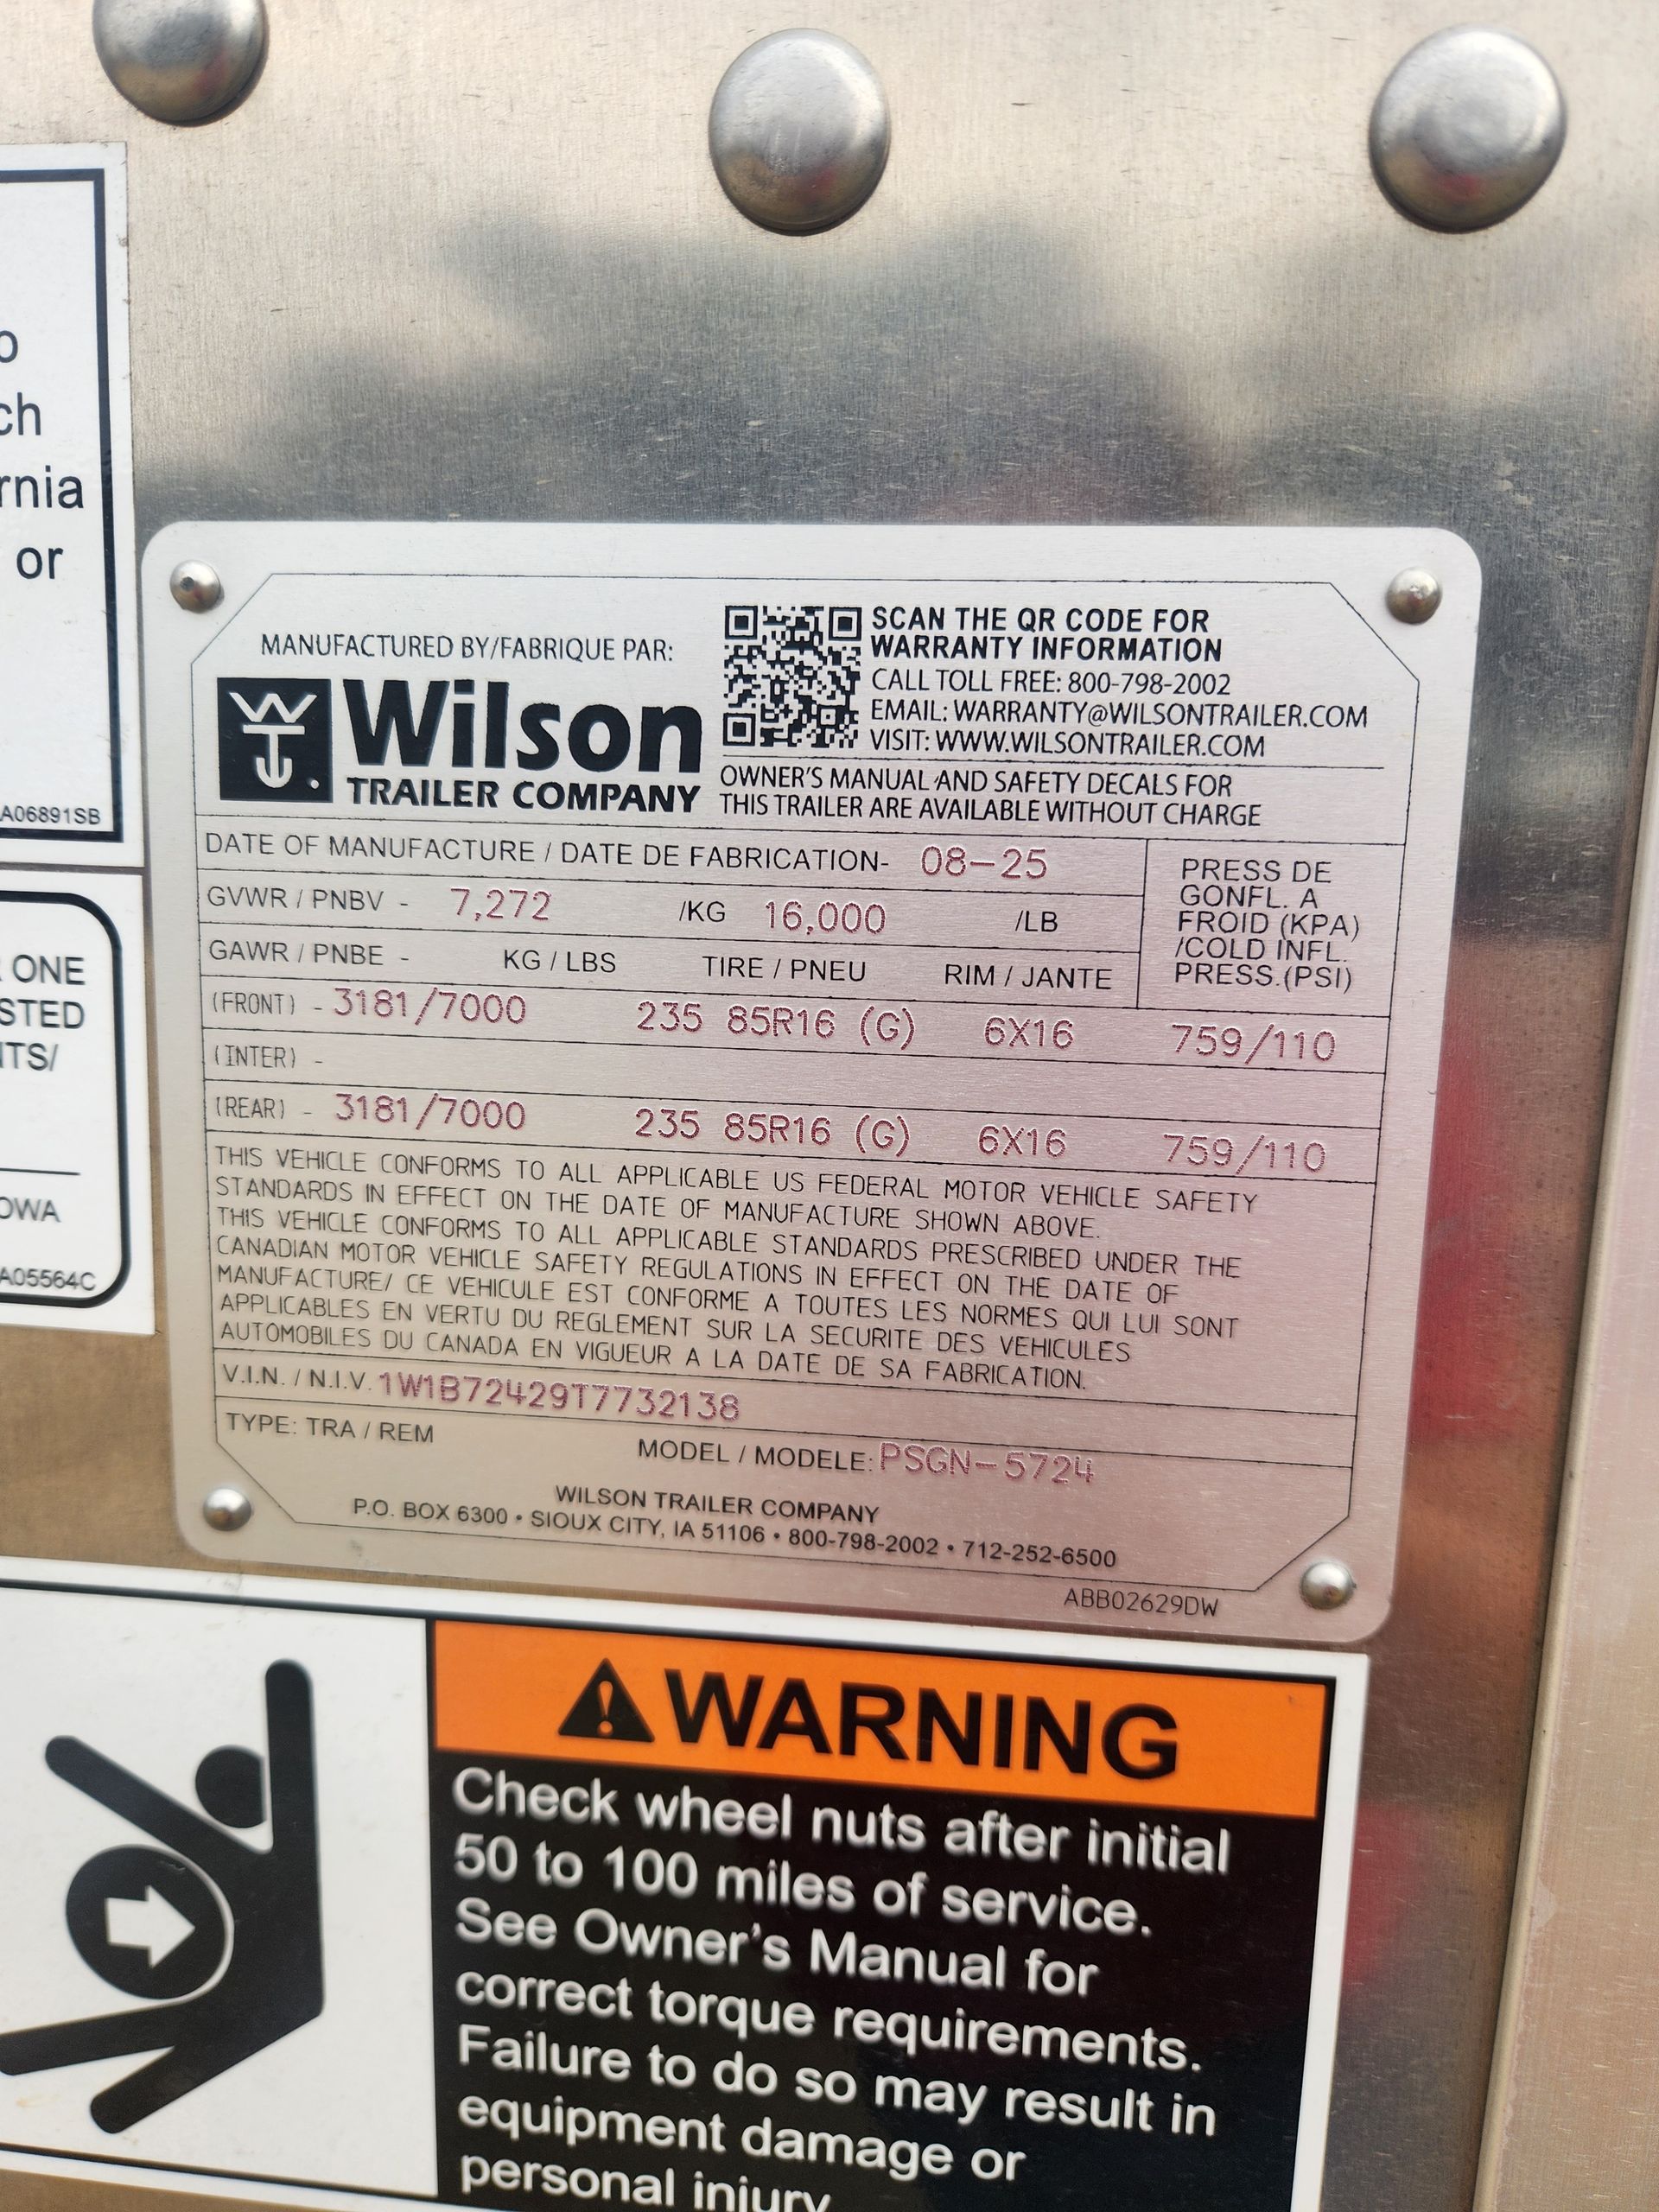 o
ch
rnia
or
A06891SB
R ONE
STED
NTS/
OWA
A05564C
MANUFACTURED BY/FABRIQUE PAR:
Wilson
TRAILER COMPANY
SCAN THE QR CODE FOR
WARRANTY INFORMATION
CALL TOLL FREE: 800-798-2002
EMAIL: WARRANTY@WILSONTRAILER.COM
VISIT: WWW.WILSONTRAILER.COM
OWNER'S MANUAL AND SAFETY DECALS FOR
THIS TRAILER ARE AVAILABLE WITHOUT CHARGE
DATE OF MANUFACTURE / DATE DE FABRICATION- 08-25
GVWR / PNBV - 7,272 /KG 16,000 /LB
GAWR / PNBE - KG / LBS TIRE / PNEU RIM / JANTE
PRESS DE
GONFL. A
FROID (KPA)
/COLD INFL.
PRESS.(PSI)
(FRONT) - 3181/7000 235 85R16 (G) 6X16 759/110
(INTER) -
(REAR) - 3181/7000 235 85R16 (G) 6X16 759/110
THIS VEHICLE CONFORMS TO ALL APPLICABLE US FEDERAL MOTOR VEHICLE SAFETY
STANDARDS IN EFFECT ON THE DATE OF MANUFACTURE SHOWN ABOVE.
THIS VEHICLE CONFORMS TO ALL APPLICABLE STANDARDS PRESCRIBED UNDER THE
CANADIAN MOTOR VEHICLE SAFETY REGULATIONS IN EFFECT ON THE DATE OF
MANUFACTURE/ CE VEHICULE EST CONFORME A TOUTES LES NORMES QUI LUI SONT
APPLICABLES EN VERTU DU REGLEMENT SUR LA SECURITE DES VEHICULES
AUTOMOBILES DU CANADA EN VIGUEUR A LA DATE DE SA FABRICATION.
V.I.N. / N.I.V. 1W1B72429T7732138
TYPE: TRA / REM MODEL / MODELE: PSGN-5724
WILSON TRAILER COMPANY
P.O. BOX 6300 • SIOUX CITY, IA 51106 • 800-798-2002 • 712-252-6500
ABB02629DW
WARNING
Check wheel nuts after initial
50 to 100 miles of service.
See Owner's Manual for
correct torque requirements.
Failure to do so may result in
equipment damage or
personal injury